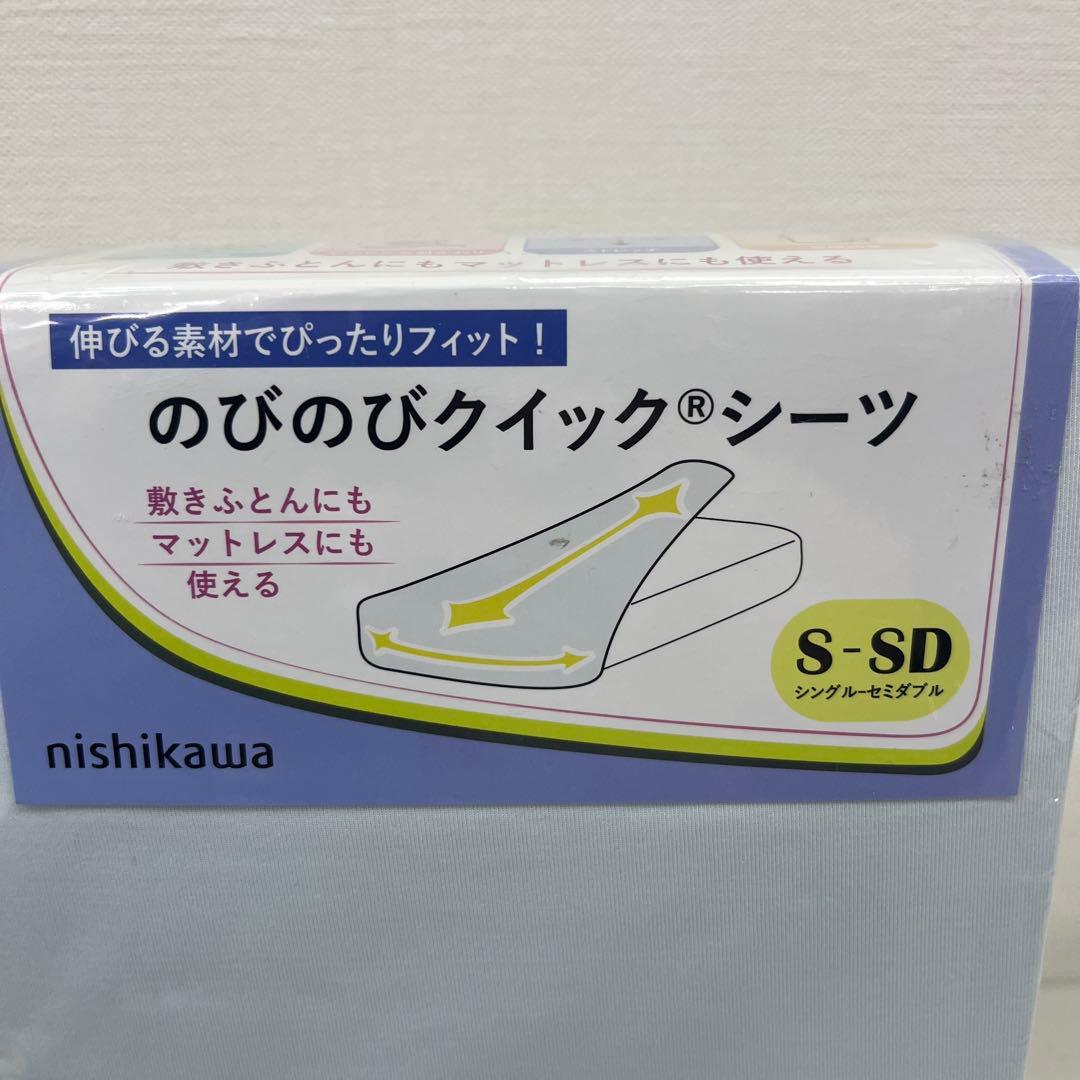 敷きふとんにもマットレスにも使える
伸びる素材でぴったりフィット！
のびのびクイック®シーツ
敷きふとんにも
マットレスにも
使える
S-SD
シングル-セミダブル
nishikawa